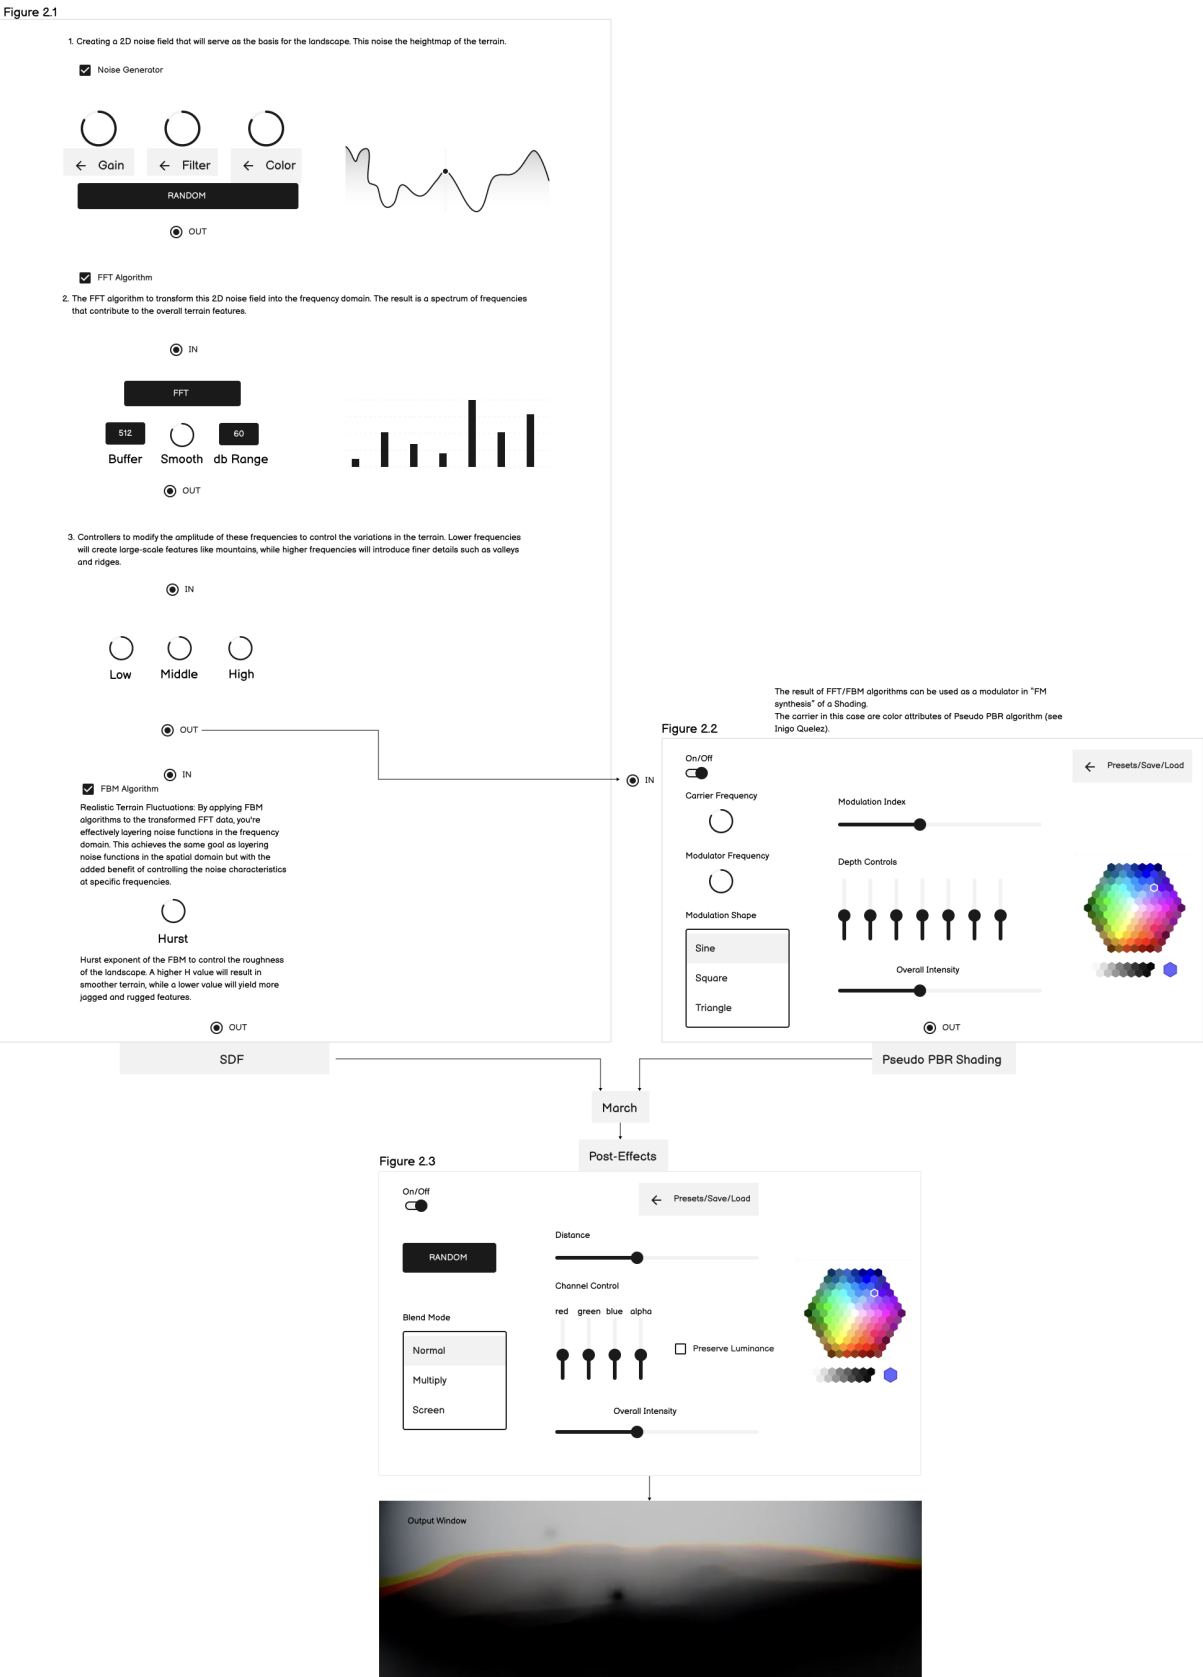 Figure 2.1
1. Creating a 2D noise field that will serve as the basis for the landscape. This noise the heightmap of the terrain.
Noise Generator
Gain
Filter
Color
RANDOM
OUT
FFT Algorithm
2. The FFT algorithm to transform this 2D noise field into the frequency domain. The result is a spectrum of frequencies
that contribute to the overall terrain features.
IN
FFT
512
60
Buffer
Smooth
db Range
OUT
3. Controllers to modify the amplitude of these frequencies to control the variations in the terrain. Lower frequencies
will create large-scale features like mountains, while higher frequencies will introduce finer details such as valleys
and ridges.
IN
Low
Middle
High
OUT
IN
FBM Algorithm
Realistic Terrain Fluctuations: By applying FBM
algorithms to the transformed FFT data, you're
effectively layering noise functions in the frequency
domain. This achieves the same goal as layering
noise functions in the spatial domain but with the
added benefit of controlling the noise characteristics
at specific frequencies.
Hurst
Hurst exponent of the FBM to control the roughness
of the landscape. A higher H value will result in
smoother terrain, while a lower value will yield more
jagged and rugged features.
OUT
SDF
The result of FFT/FBM algorithms can be used as a modulator in "FM
synthesis" of a Shading.
The carrier in this case are color attributes of Pseudo PBR algorithm (see
Inigo Quelez).
Figure 2.2
IN
On/Off
Presets/Save/Load
Carrier Frequency
Modulation Index
Modulator Frequency
Depth Controls
Modulation Shape
Sine
Square
Triangle
Overall Intensity
OUT
Pseudo PBR Shading
March
Post-Effects
Figure 2.3
On/Off
Presets/Save/Load
RANDOM
Distance
Channel Control
red green blue alpha
Blend Mode
Normal
Multiply
Screen
Preserve Luminance
Overall Intensity
Output Window